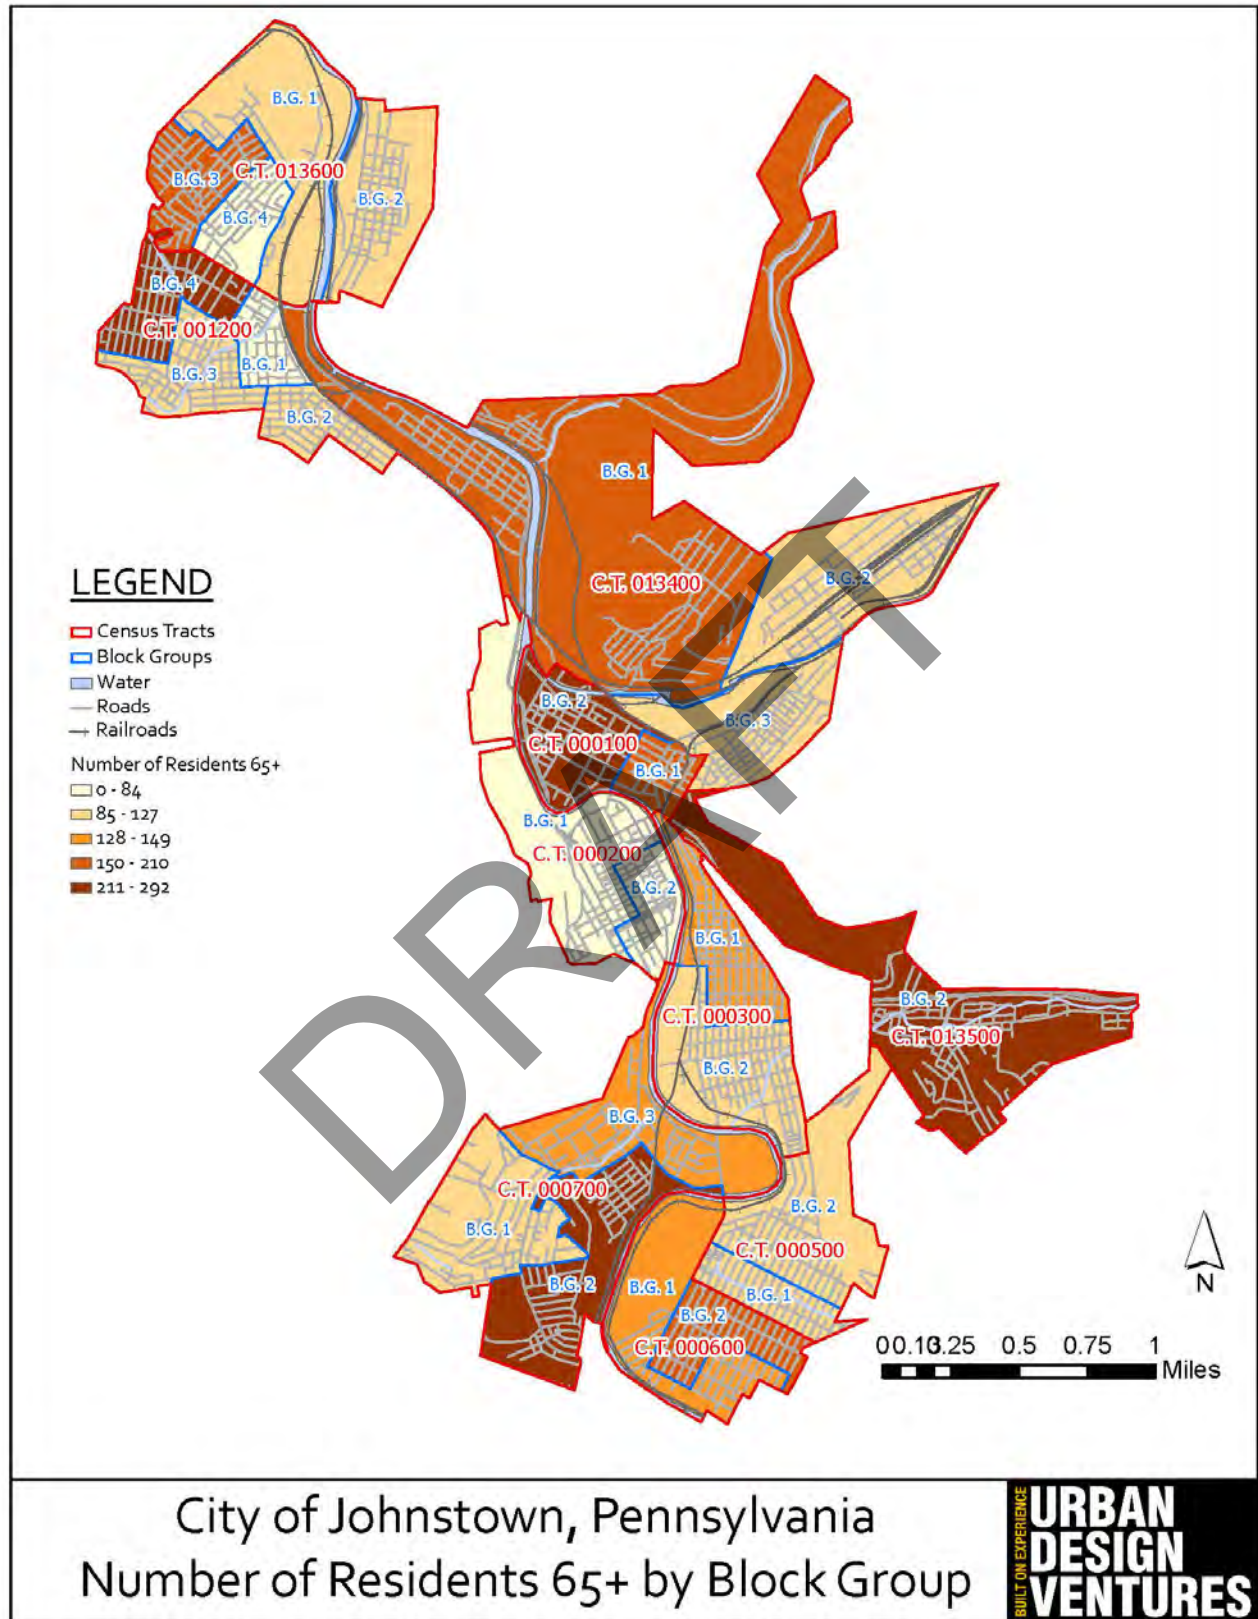 B.G. 1
B.G. 3
C.T. 013600
B.G. 2
B.G. 4
B.G. 4
C.T. 001200
B.G. 1
B.G. 3
B.G. 2
B.G. 1
C.T. 013400
B.G. 2
LEGEND
Census Tracts
Block Groups
Water
Roads
Railroads
Number of Residents 65+
0 - 84
85 - 127
128 - 149
150 - 210
211 - 292
B.G. 2
B.G. 3
C.T. 000100
B.G. 1
B.G. 1
C.T. 000200
B.G. 2
B.G. 1
B.G. 2
C.T. 000300
C.T. 013500
B.G. 2
B.G. 3
C.T. 000700
B.G. 2
B.G. 1
C.T. 000500
B.G. 2
B.G. 1
B.G. 1
B.G. 2
C.T. 000600
DRAFT
N
0 0.13 0.25 0.5 0.75 1
Miles
City of Johnstown, Pennsylvania
Number of Residents 65+ by Block Group
BUILT ON EXPERIENCE
URBAN
DESIGN
VENTURES